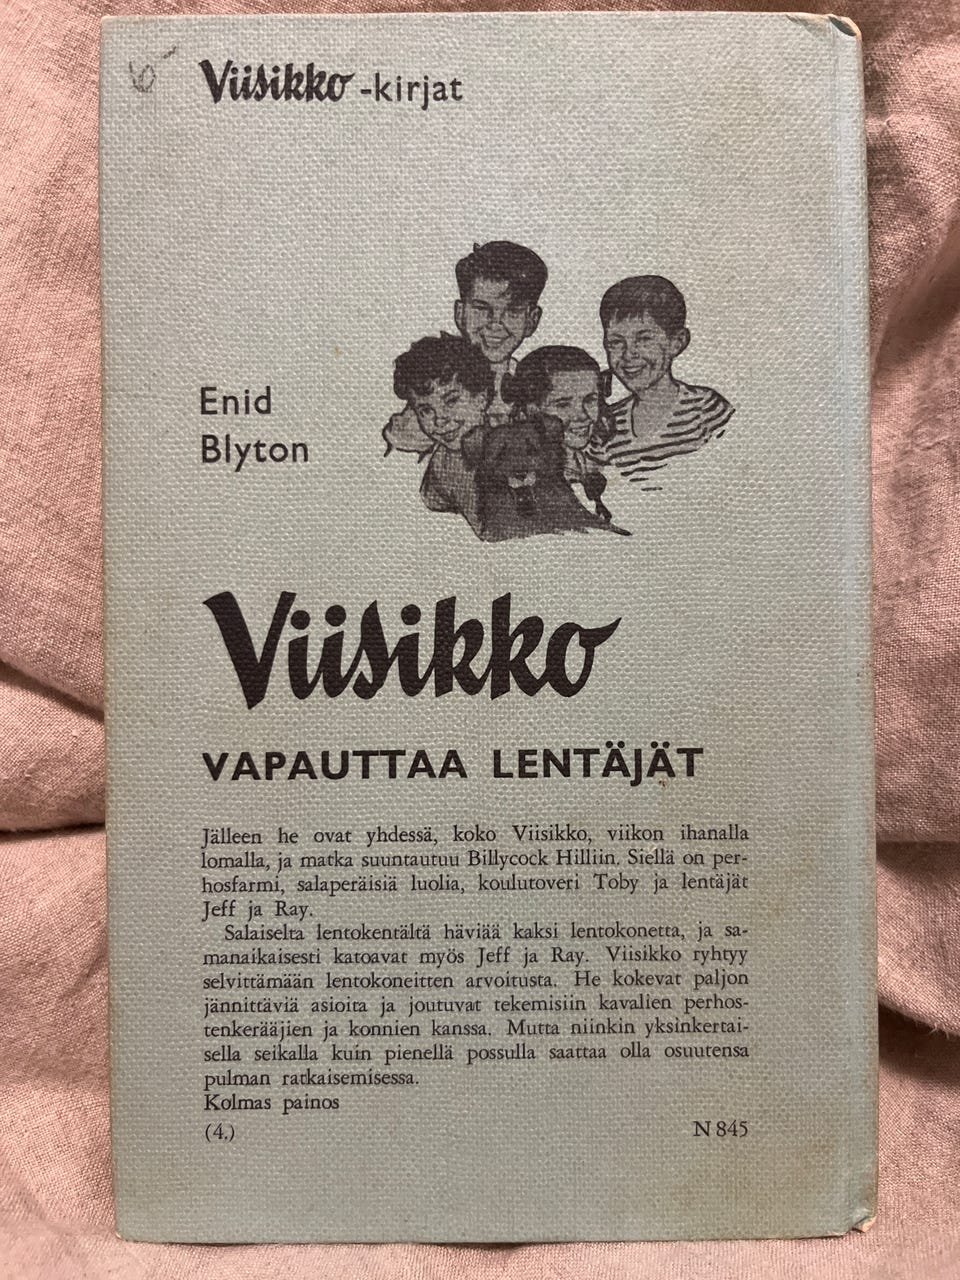 6-
Viisikko -kirjat
Enid
Blyton
Viisikko
VAPAUTTAA LENTÄJÄT
Jälleen he ovat yhdessä, koko Viisikko, viikon ihanalla
lomalla, ja matka suuntautuu Billycock Hilliin. Siellä on per-
hosfarmi, salaperäisiä luolia, koulutoveri Toby ja lentäjät
Jeff ja Ray.
Salaiselta lentokentältä häviää kaksi lentokonetta, ja sa-
manaikaisesti katoavat myös Jeff ja Ray. Viisikko ryhtyy
selvittämään lentokoneitten arvoitusta. He kokevat paljon
jännittäviä asioita ja joutuvat tekemisiin kavalien perhos-
tenkerääjien ja konnien kanssa. Mutta niinkin yksinkertai-
sella seikalla kuin pienellä possulla saattaa olla osuutensa
pulman ratkaisemisessa.
Kolmas painos
(4.) N 845